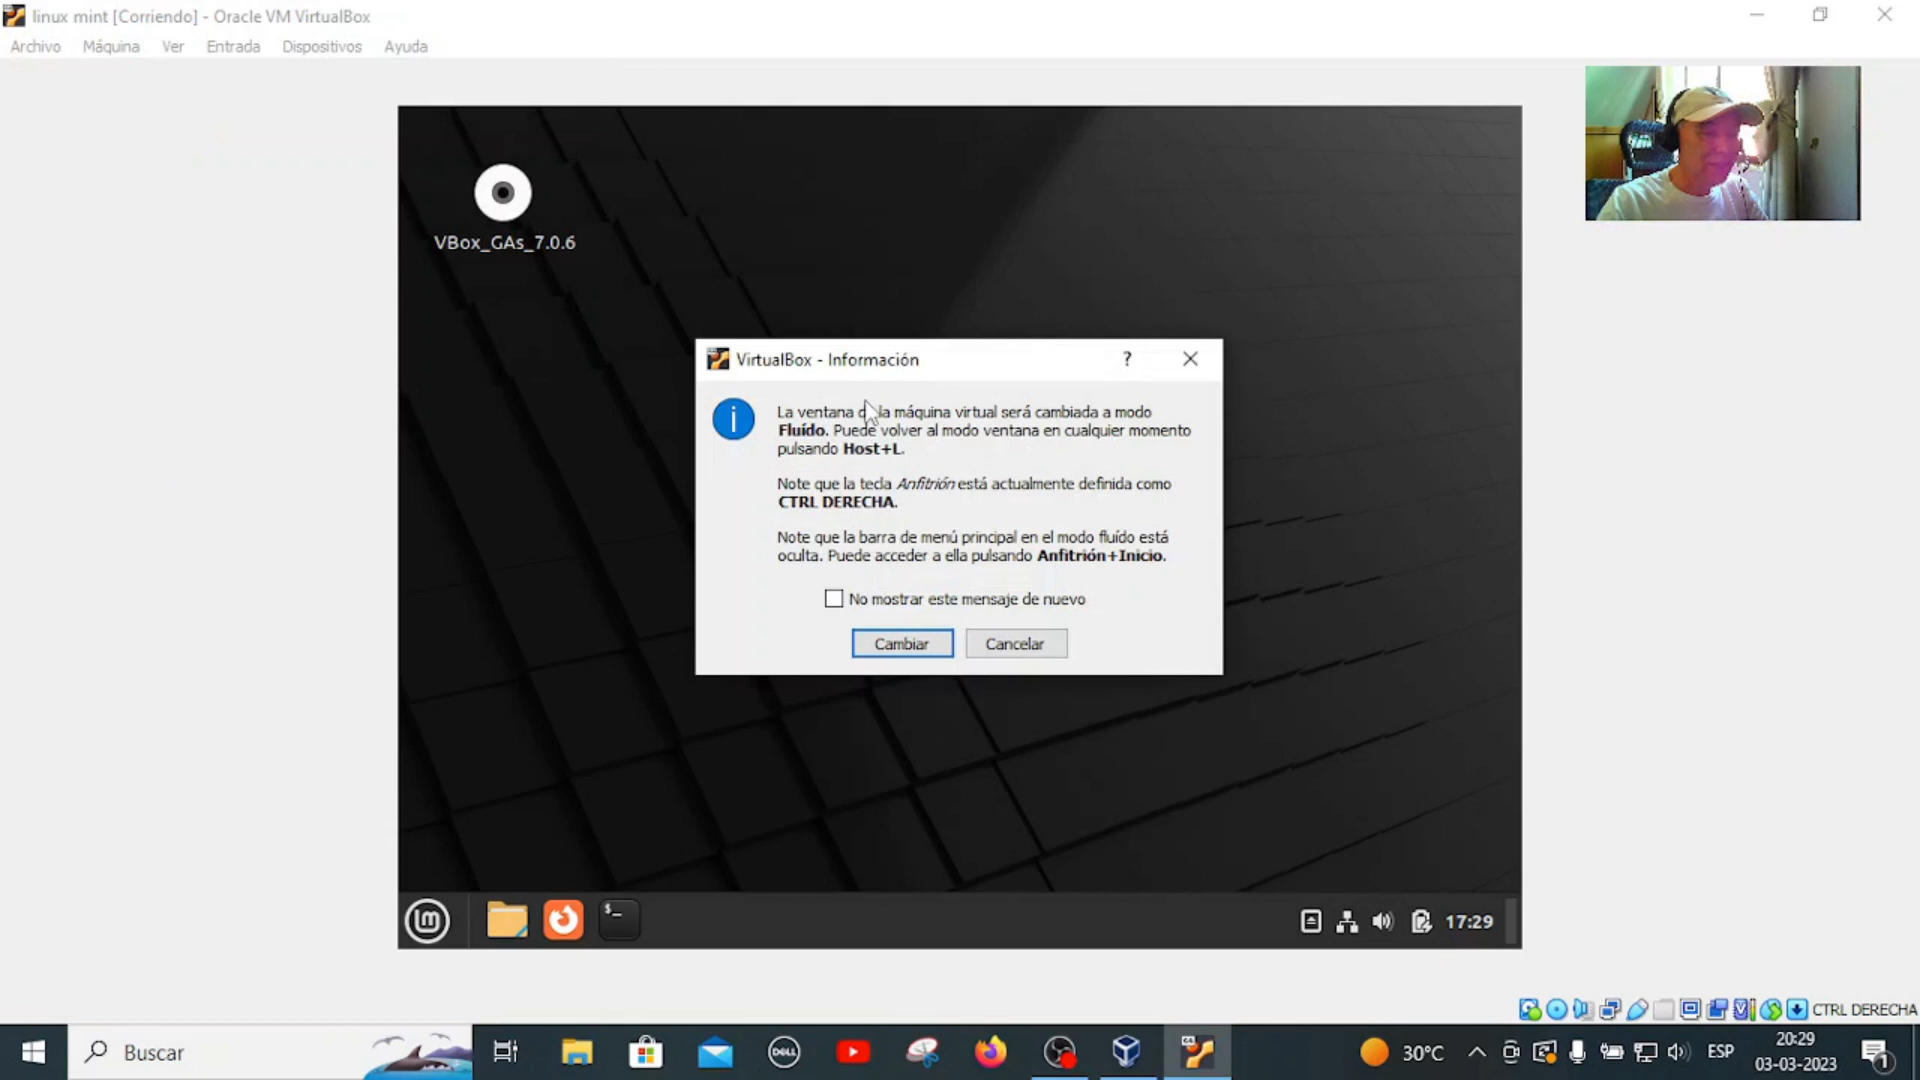 linux mint [Corriendo] - Oracle VM VirtualBox
Archivo Máquina Ver Entrada Dispositivos Ayuda
VBox_GAs_7.0.6
VirtualBox - Información
La ventana de la máquina virtual será cambiada a modo
Fluído. Puede volver al modo ventana en cualquier momento
pulsando Host+L.
Note que la tecla Anfitrión está actualmente definida como
CTRL DERECHA.
Note que la barra de menú principal en el modo fluído está
oculta. Puede acceder a ella pulsando Anfitrión+Inicio.
No mostrar este mensaje de nuevo
Cambiar Cancelar
17:29
CTRL DERECHA
Buscar
DELL
30°C
ESP
20:29
03-03-2023
1